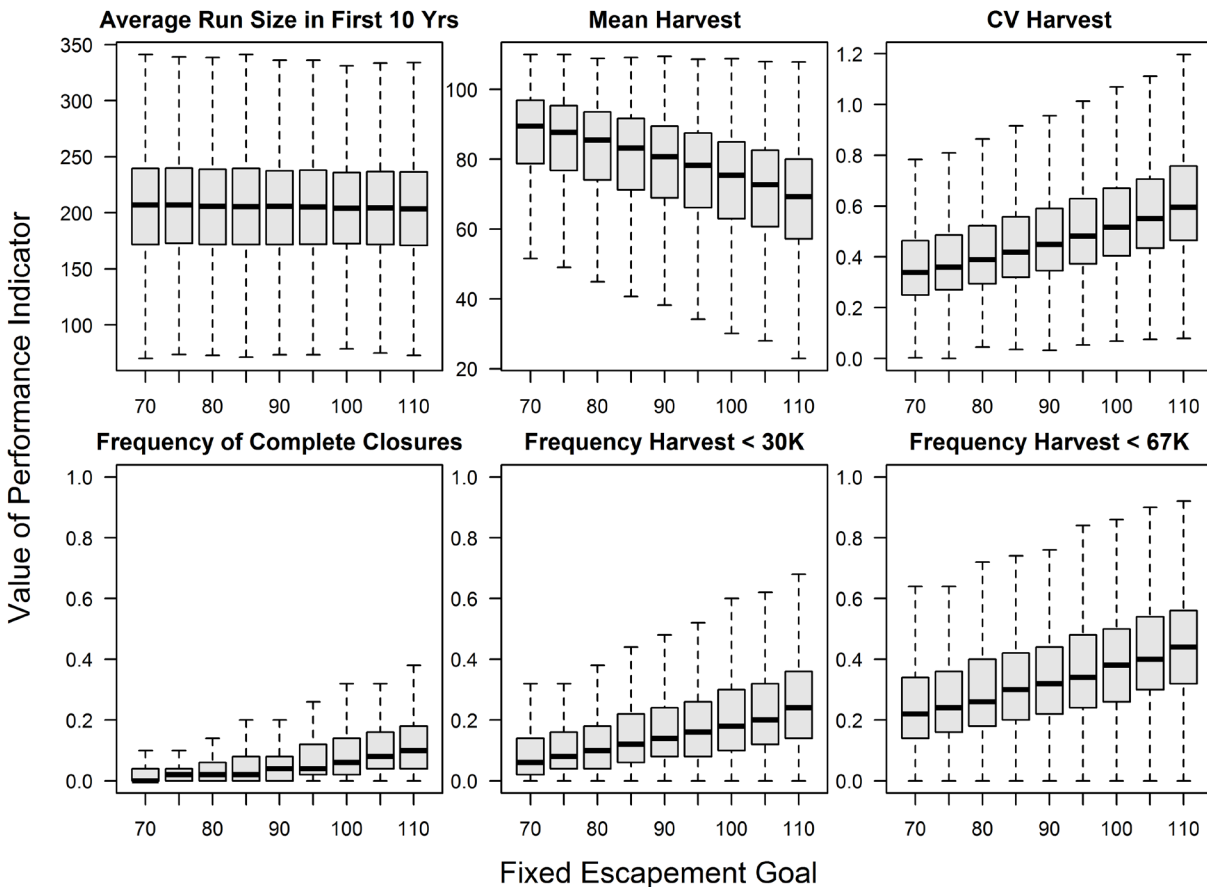 Average Run Size in First 10 Yrs
Mean Harvest
CV Harvest
350
300
250
200
150
100
100
80
60
40
20
1.2
1.0
0.8
0.6
0.4
0.2
0.0
70 80 90 100 110
70 80 90 100 110
70 80 90 100 110
Frequency of Complete Closures
Frequency Harvest < 30K
Frequency Harvest < 67K
1.0
0.8
0.6
0.4
0.2
0.0
1.0
0.8
0.6
0.4
0.2
0.0
1.0
0.8
0.6
0.4
0.2
0.0
70 80 90 100 110
70 80 90 100 110
70 80 90 100 110
Value of Performance Indicator
Fixed Escapement Goal